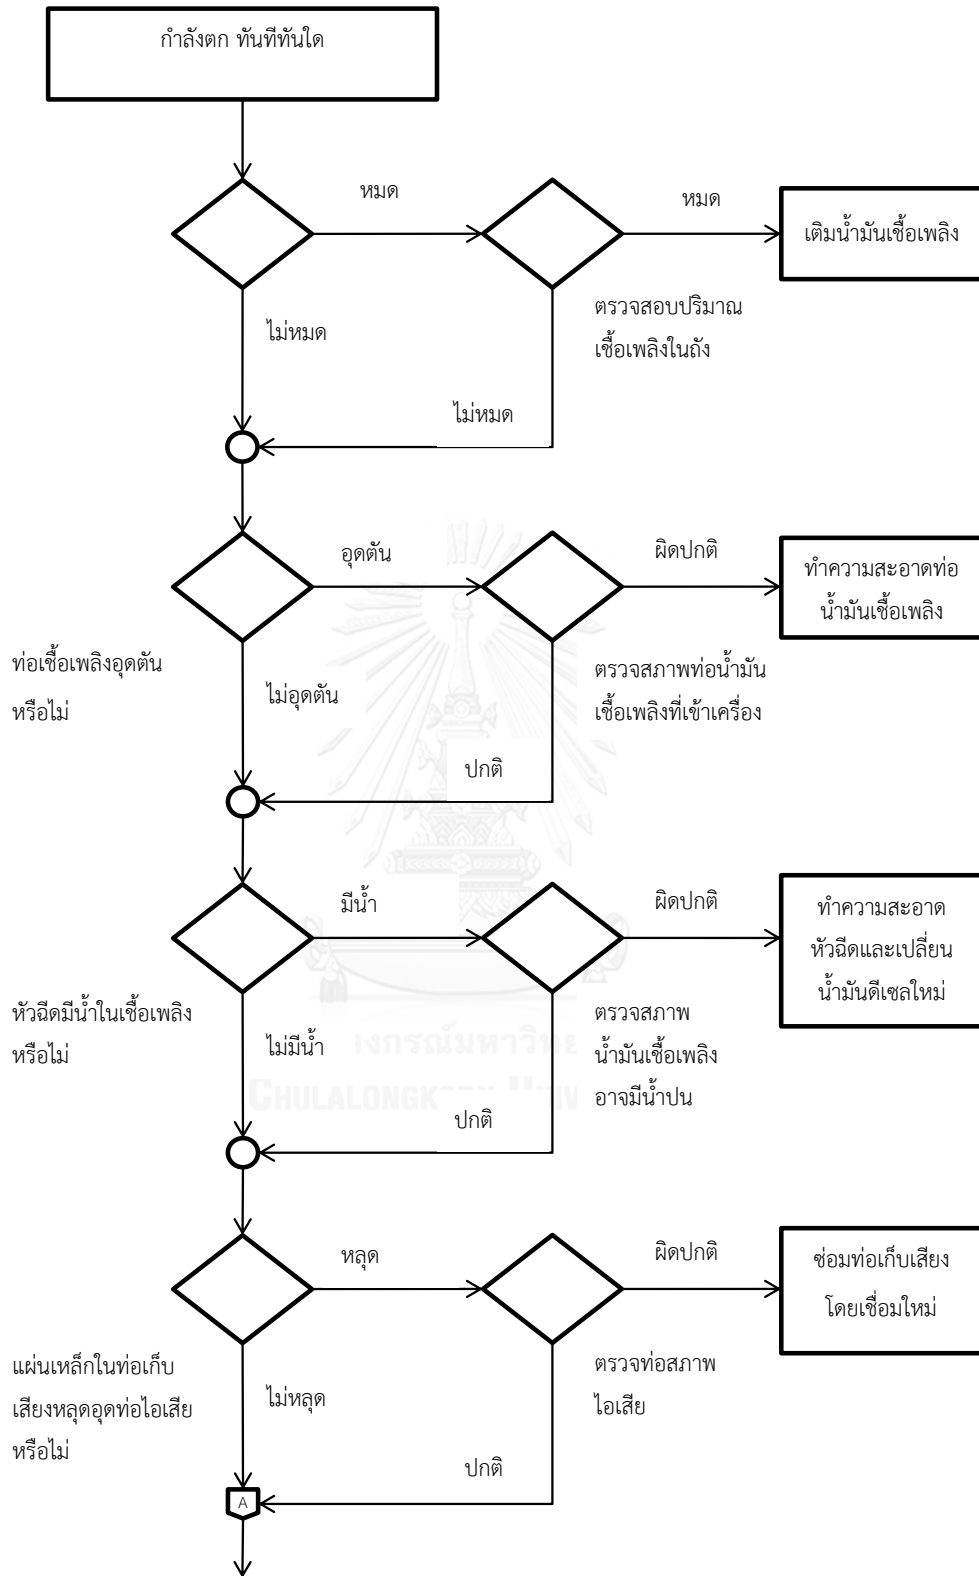 กำลังตก ทันทีทันใด
หมด
หมด
เติมน้ำมันเชื้อเพลิง
ไม่หมด
ตรวจสอบปริมาณ
เชื้อเพลิงในถัง
ไม่หมด
อุดตัน
ผิดปกติ
ทำความสะอาดท่อ
น้ำมันเชื้อเพลิง
ท่อเชื้อเพลิงอุดตัน
หรือไม่
ไม่อุดตัน
ตรวจสภาพท่อน้ำมัน
เชื้อเพลิงที่เข้าเครื่อง
ปกติ
มีน้ำ
ผิดปกติ
ทำความสะอาด
หัวฉีดและเปลี่ยน
น้ำมันดีเซลใหม่
หัวฉีดมีน้ำในเชื้อเพลิง
หรือไม่
ไม่มีน้ำ
ตรวจสภาพ
น้ำมันเชื้อเพลิง
อาจมีน้ำปน
ปกติ
หลุด
ผิดปกติ
ซ่อมท่อเก็บเสียง
โดยเชื่อมใหม่
แผ่นเหล็กในท่อเก็บ
เสียงหลุดอุดท่อไอเสีย
หรือไม่
ไม่หลุด
ตรวจท่อสภาพ
ไอเสีย
ปกติ
A